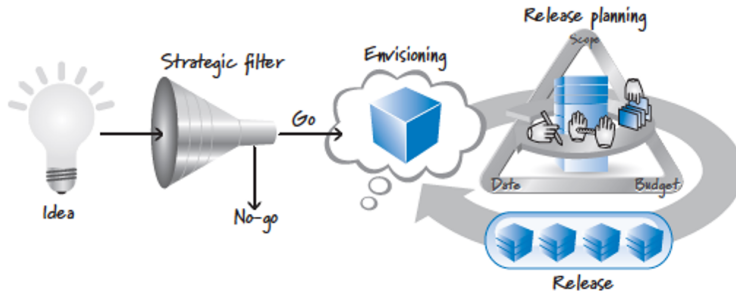 Release planning
Scope
Strategic filter
Envisioning
Go
Date
Budget
Idea
No-go
Release